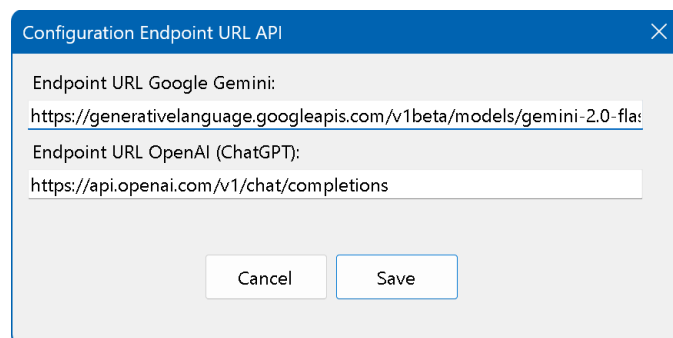 Configuration Endpoint URL API
Endpoint URL Google Gemini:
https://generativelanguage.googleapis.com/v1beta/models/gemini-2.0-flas
Endpoint URL OpenAI (ChatGPT):
https://api.openai.com/v1/chat/completions
Cancel Save